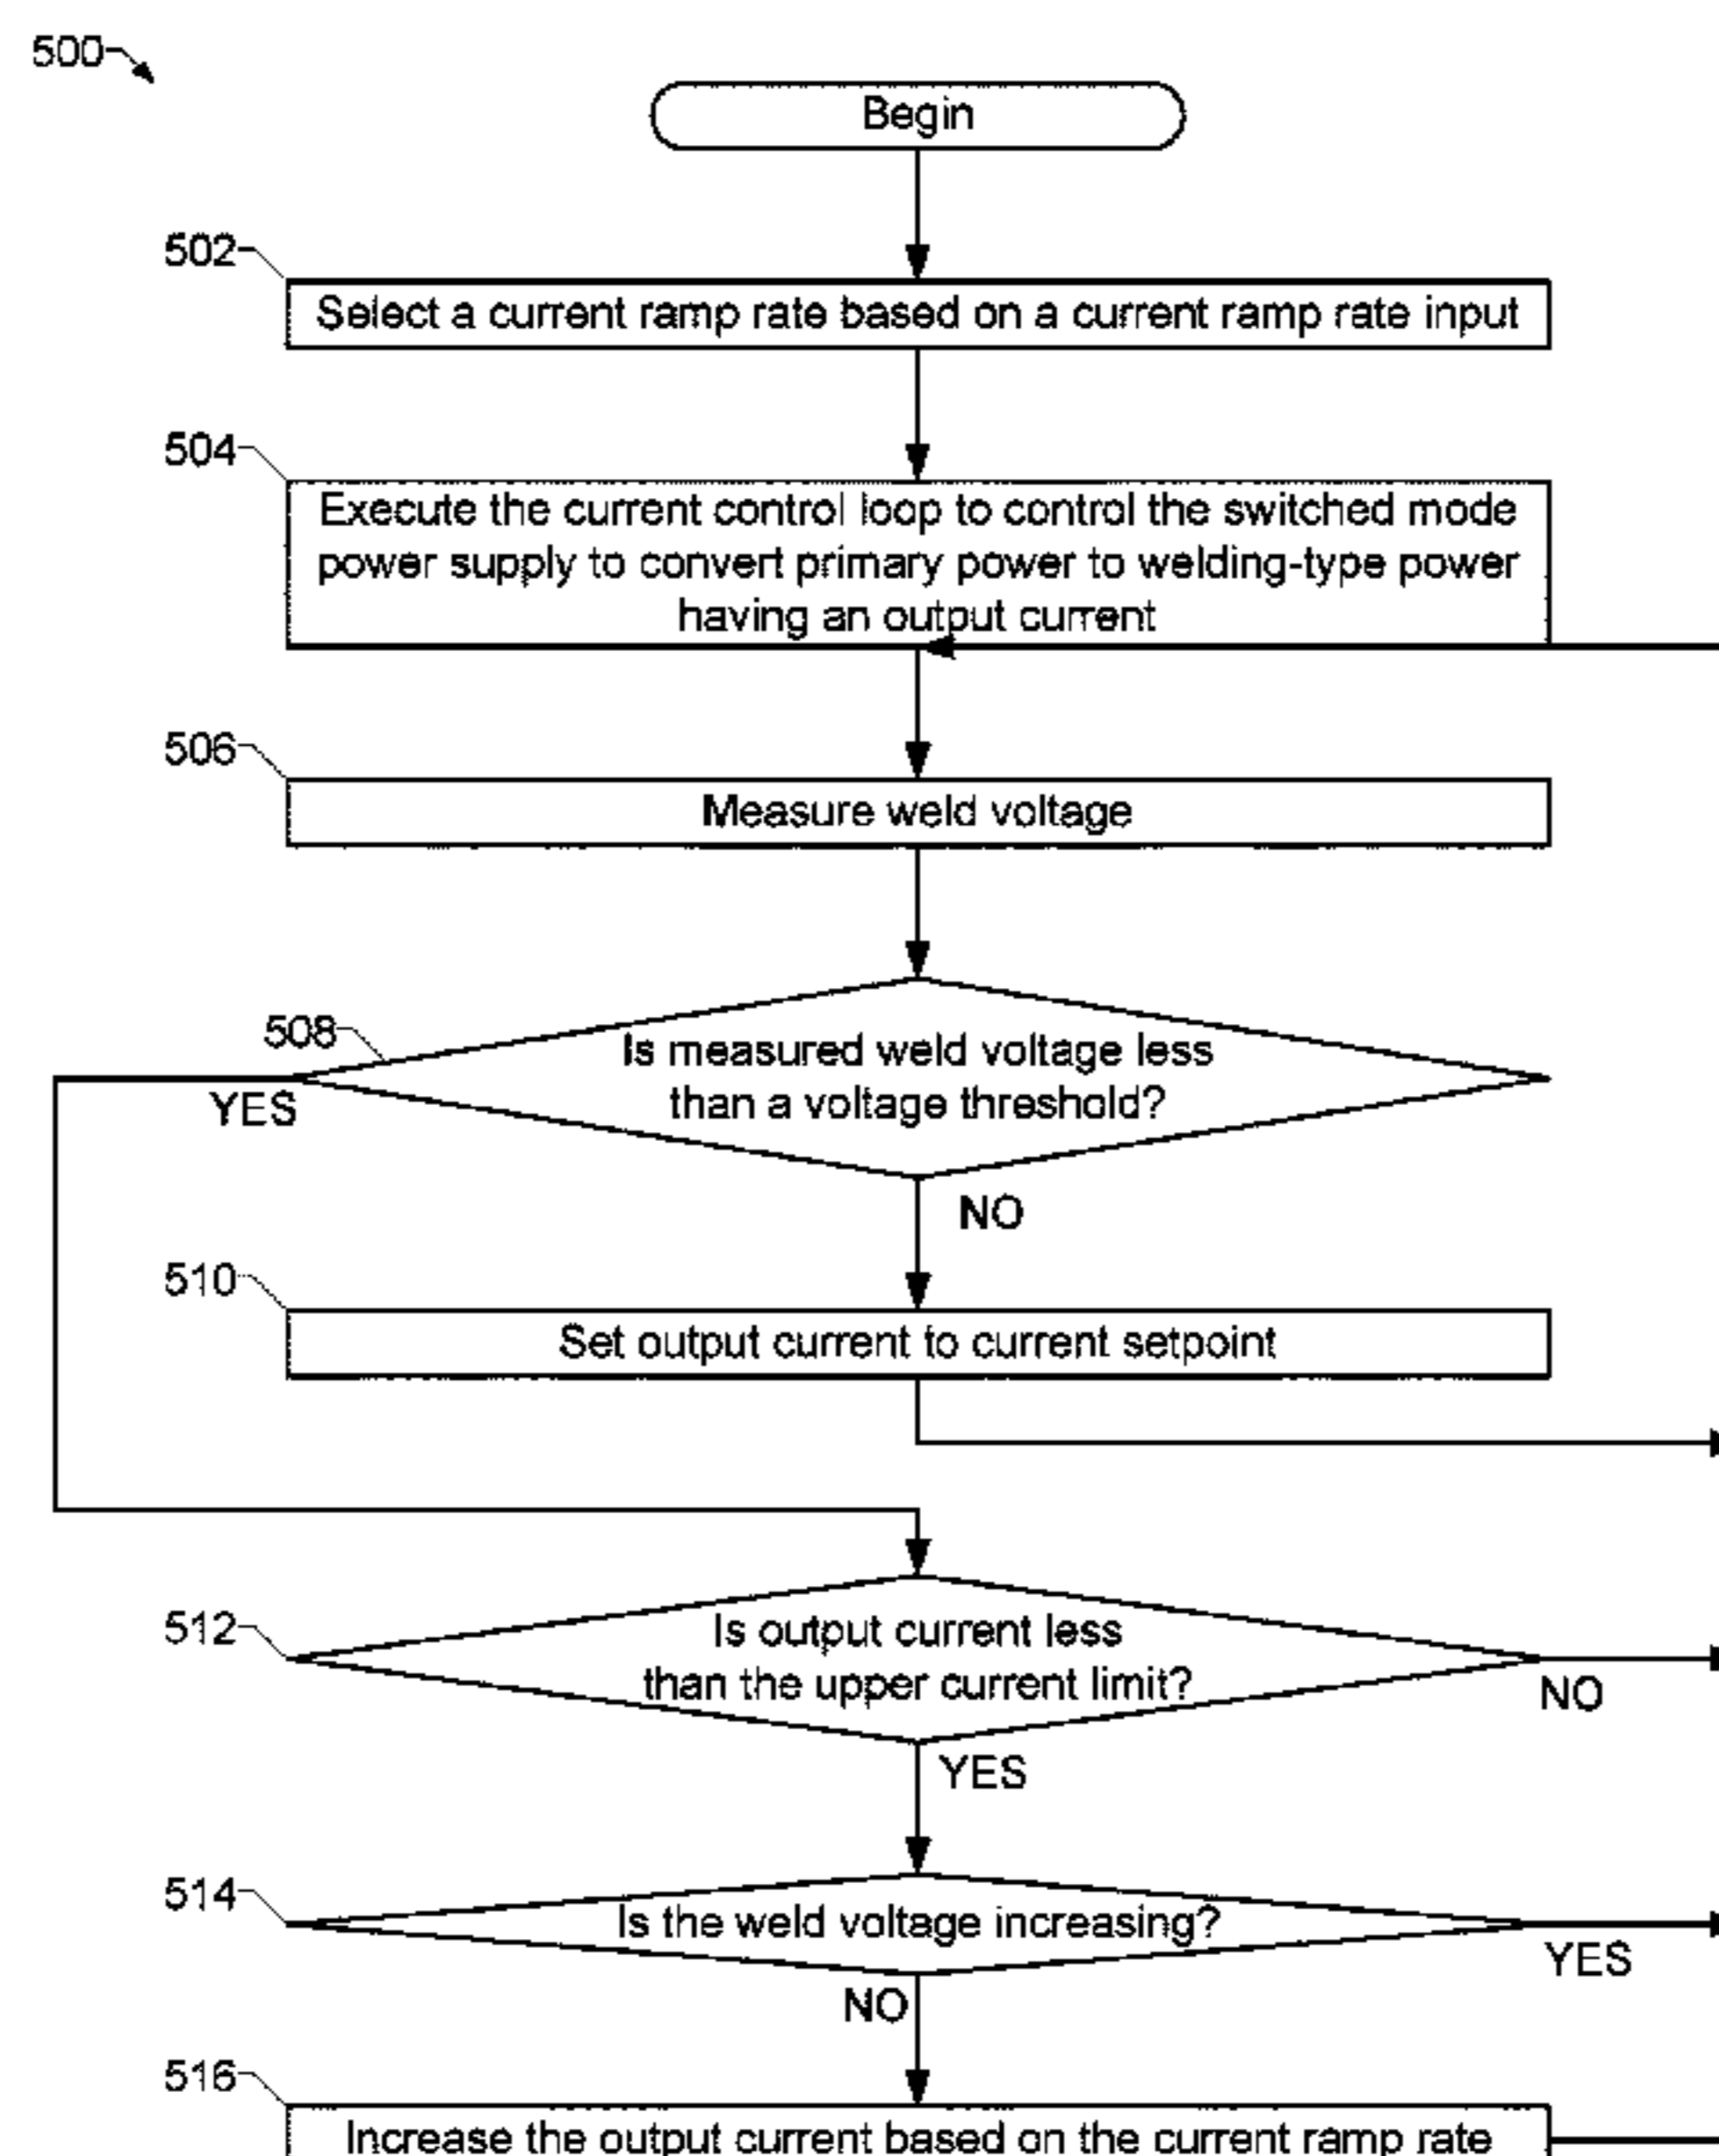 500
Begin
502
Select a current ramp rate based on a current ramp rate input
504
Execute the current control loop to control the switched mode
power supply to convert primary power to welding-type power
having an output current
506
Measure weld voltage
508
Is measured weld voltage less
than a voltage threshold?
YES
NO
510
Set output current to current setpoint
512
Is output current less
than the upper current limit?
NO
YES
514
Is the weld voltage increasing?
YES
NO
516
Increase the output current based on the current ramp rate